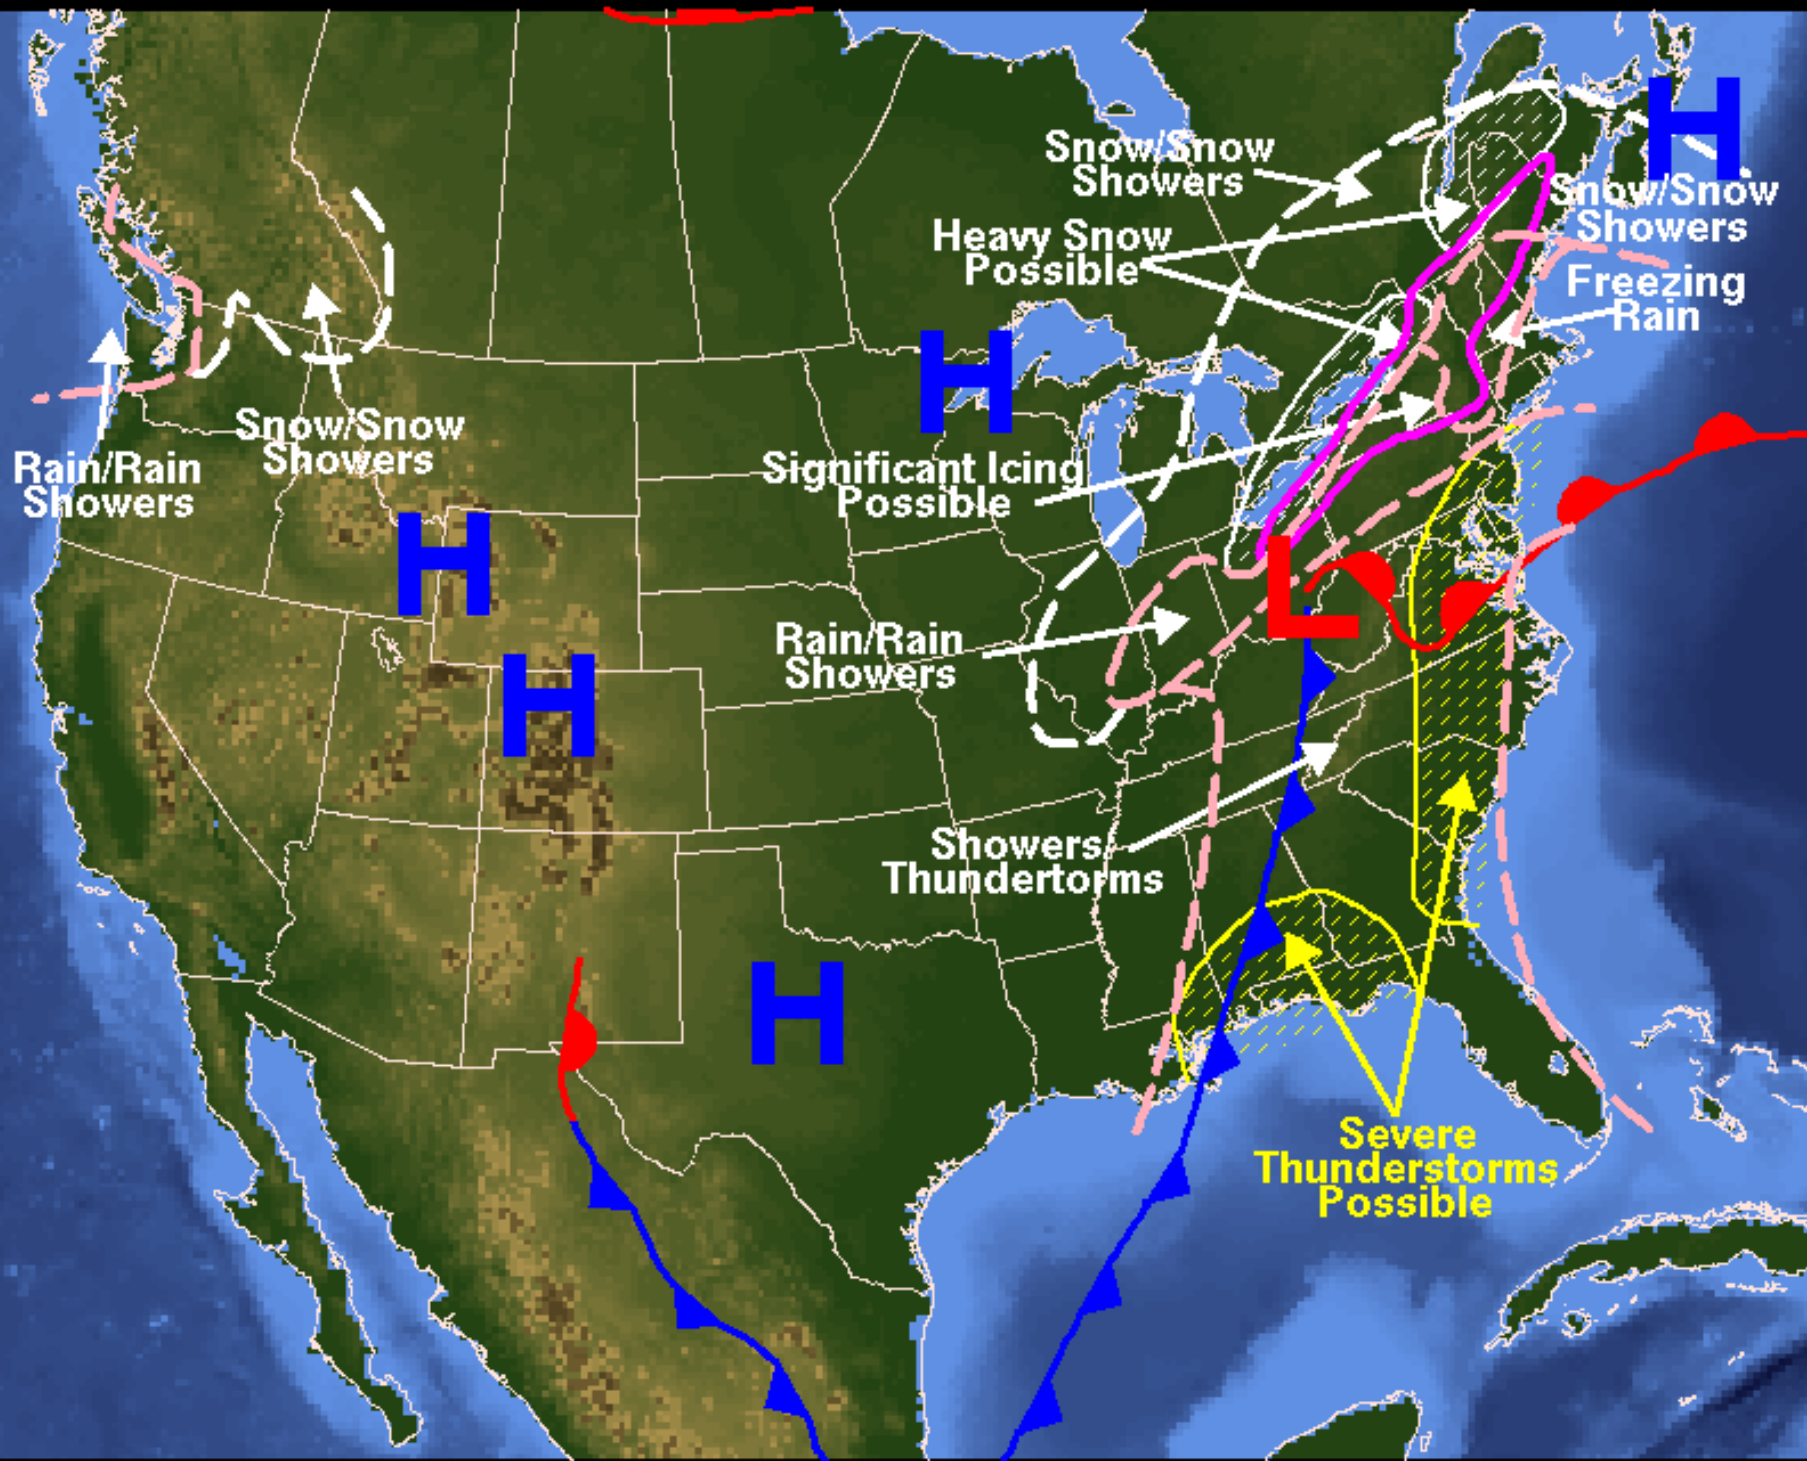 H
Snow/Snow
Showers
Snow/Snow
Showers
Heavy Snow
Possible
Freezing
Rain
H
Snow/Snow
Showers
Rain/Rain
Showers
Significant Icing
Possible
H
L
Rain/Rain
Showers
H
Showers/
Thundertorms
H
Severe
Thunderstorms
Possible